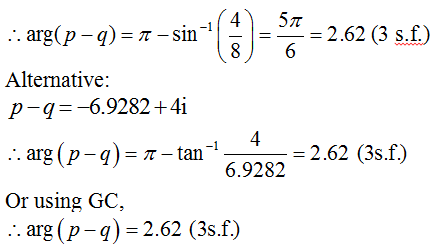 ∴ arg(p − q) = π − sin⁻¹(4/8) = 5π/6 = 2.62 (3 s.f.)
Alternative:
p − q = −6.9282 + 4i
∴ arg(p − q) = π − tan⁻¹ 4/6.9282 = 2.62 (3s.f.)
Or using GC,
∴ arg(p − q) = 2.62 (3s.f.)